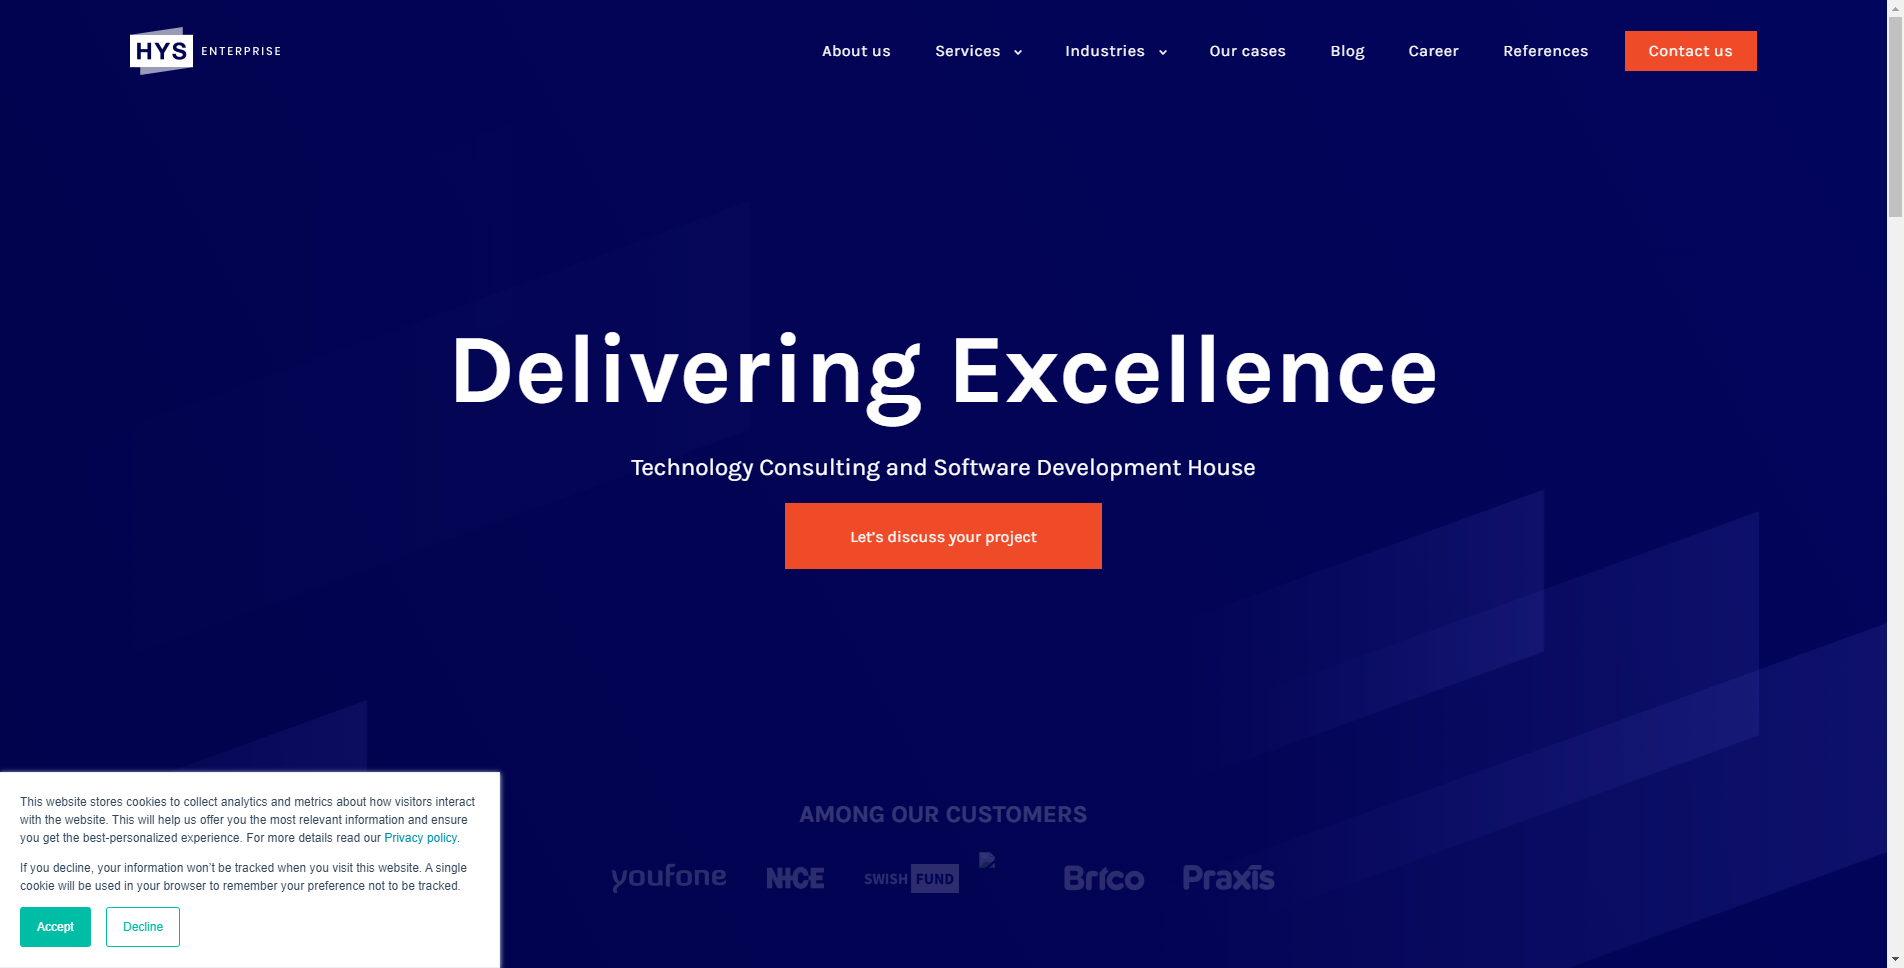 HYS ENTERPRISE
About us
Services
Industries
Our cases
Blog
Career
References
Contact us
Delivering Excellence
Technology Consulting and Software Development House
Let’s discuss your project
AMONG OUR CUSTOMERS
youfone
NICE
SWISH FUND
Brico
Praxis
This website stores cookies to collect analytics and metrics about how visitors interact
with the website. This will help us offer you the most relevant information and ensure
you get the best-personalized experience. For more details read our Privacy policy.
If you decline, your information won’t be tracked when you visit this website. A single
cookie will be used in your browser to remember your preference not to be tracked.
Accept
Decline